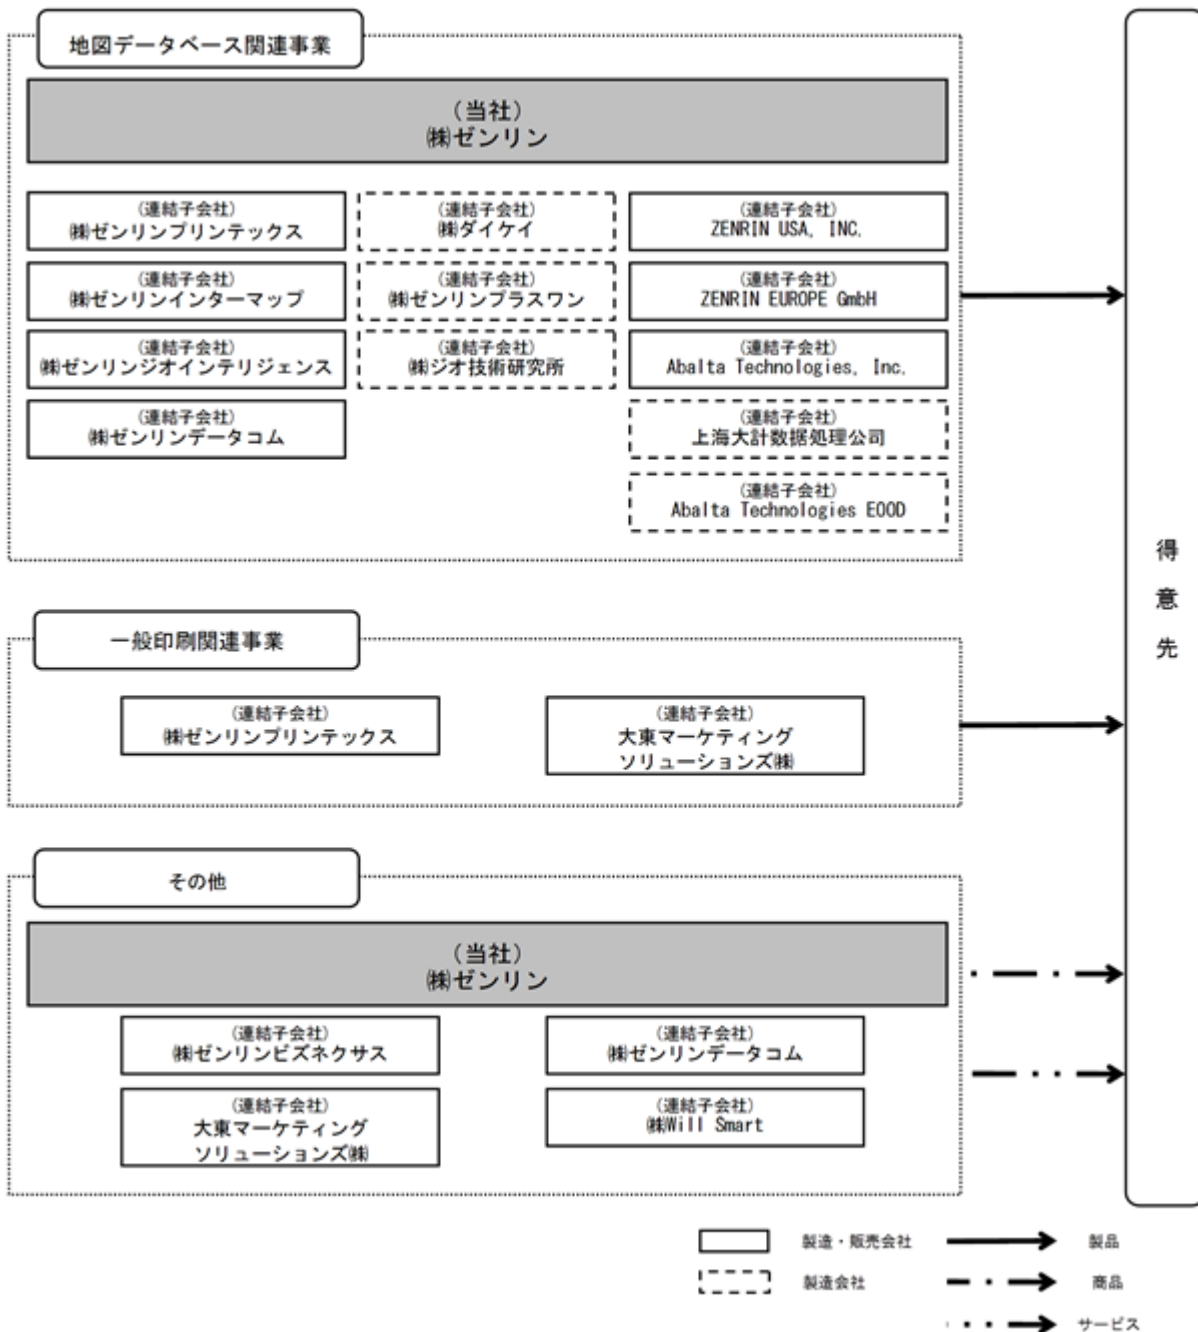 地図データベース関連事業
(当社)
㈱ゼンリン
(連結子会社)
㈱ゼンリンプリンテックス
(連結子会社)
㈱ダイケイ
(連結子会社)
ZENRIN USA, INC.
(連結子会社)
㈱ゼンリンインターマップ
(連結子会社)
㈱ゼンリンプラスワン
(連結子会社)
ZENRIN EUROPE GmbH
(連結子会社)
㈱ゼンリンジオインテリジェンス
(連結子会社)
㈱ジオ技術研究所
(連結子会社)
Abalta Technologies, Inc.
(連結子会社)
㈱ゼンリンデータコム
(連結子会社)
上海大計数据処理公司
(連結子会社)
Abalta Technologies EOOD
得意先
一般印刷関連事業
(連結子会社)
㈱ゼンリンプリンテックス
(連結子会社)
大東マーケティング
ソリューションズ㈱
その他
(当社)
㈱ゼンリン
(連結子会社)
㈱ゼンリンビズネクサス
(連結子会社)
㈱ゼンリンデータコム
(連結子会社)
大東マーケティング
ソリューションズ㈱
(連結子会社)
㈱Will Smart
製造・販売会社
製品
製造会社
商品
サービス